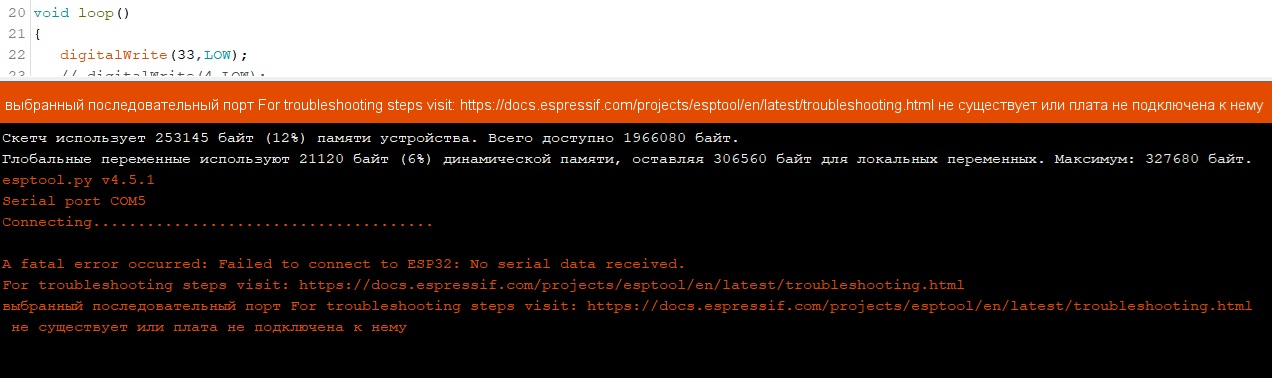 20 void loop()
21 {
22 digitalWrite(33,LOW);
23 // digitalWrite(4,LOW);
выбранный последовательный порт For troubleshooting steps visit: https://docs.espressif.com/projects/esptool/en/latest/troubleshooting.html не существует или плата не подключена к нему
Скетч использует 253145 байт (12%) памяти устройства. Всего доступно 1966080 байт.
Глобальные переменные используют 21120 байт (6%) динамической памяти, оставляя 306560 байт для локальных переменных. Максимум: 327680 байт.
esptool.py v4.5.1
Serial port COM5
Connecting......................................
A fatal error occurred: Failed to connect to ESP32: No serial data received.
For troubleshooting steps visit: https://docs.espressif.com/projects/esptool/en/latest/troubleshooting.html
выбранный последовательный порт For troubleshooting steps visit: https://docs.espressif.com/projects/esptool/en/latest/troubleshooting.html
не существует или плата не подключена к нему